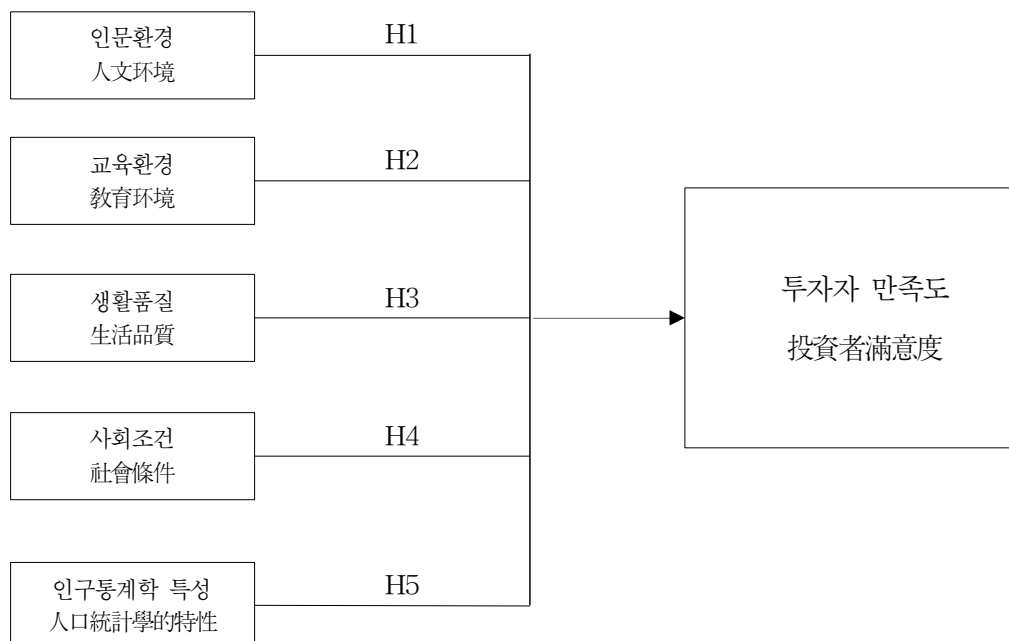 인문환경
人文环境
H1
교육환경
敎育环境
H2
생활품질
生活品質
H3
투자자 만족도
投資者滿意度
사회조건
社會條件
H4
인구통계학 특성
人口統計學的特性
H5